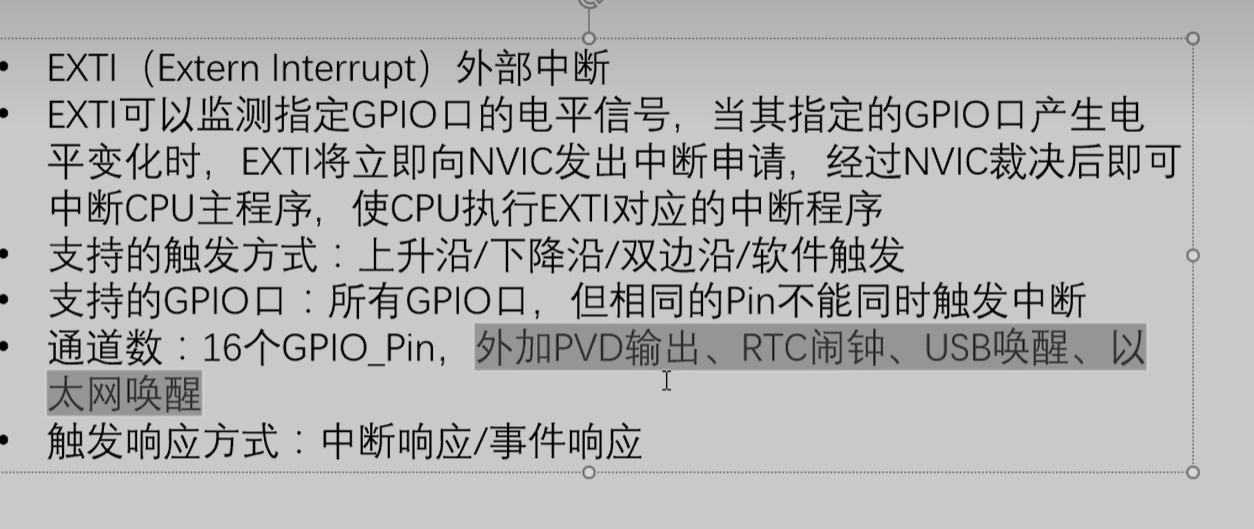 • EXTI（Extern Interrupt）外部中断
• EXTI可以监测指定GPIO口的电平信号，当其指定的GPIO口产生电
平变化时，EXTI将立即向NVIC发出中断申请，经过NVIC裁决后即可
中断CPU主程序，使CPU执行EXTI对应的中断程序
• 支持的触发方式：上升沿/下降沿/双边沿/软件触发
• 支持的GPIO口：所有GPIO口，但相同的Pin不能同时触发中断
• 通道数：16个GPIO_Pin，外加PVD输出、RTC闹钟、USB唤醒、以
太网唤醒
• 触发响应方式：中断响应/事件响应